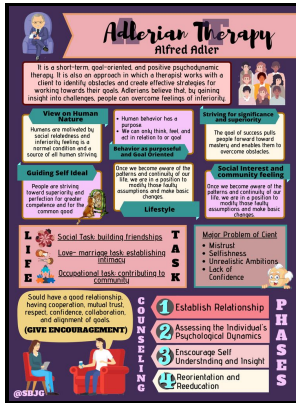 Adlerian Therapy
Alfred Adler
It is a short-term, goal-oriented, and positive psychodynamic
therapy. It is also an approach in which a therapist works with a
client to identify obstacles and create effective strategies for
working towards their goals. Adlerians believe that, by gaining
insight into challenges, people can overcome feelings of inferiority.
View on Human
Nature
Humans are motivated by
social relatedness and
inferiority feeling is a
normal condition and a
source of all human striving
Human behavior has a
purpose.
We can only think, feel, and
act in relation to or goal
Behavior as purposeful
and Goal Oriented
Striving for significance
and superiority
The goal of success pulls
people forward toward
mastery and enables them to
overcome obstacles.
Guiding Self Ideal
People are striving
toward superiority and
perfection for greater
competence and for the
common good
Once we become aware of the
patterns and continuity of our
life, we are in a position to
modify those faulty
assumptions and make basic
changes
Lifestyle
Social Interest and
community feeling
Once we become aware of the
patterns and continuity of our
life, we are in a position to
modify those faulty
assumptions and make basic
changes
LIFE
Social Task: building friendships
Love- marriage task: establishing
intimacy
Occupational task: contributing to
community
TASK
Major Problem of Client
Mistrust
Selfishness
Unrealistic Ambitions
Lack of
Confidence
Sould have a good relationship,
having cooperation, mutual trust,
respect, confidence, collaboration,
and alignment of goals.
(GIVE ENCOURAGEMENT)
@SBJG
COUNSELING
1 Establish Relationship
2 Assessing the Individual's
Psychological Dynamics
3 Encourage Self
Understnding and Insight
4 Reorientation and
Reeducation
PHASES